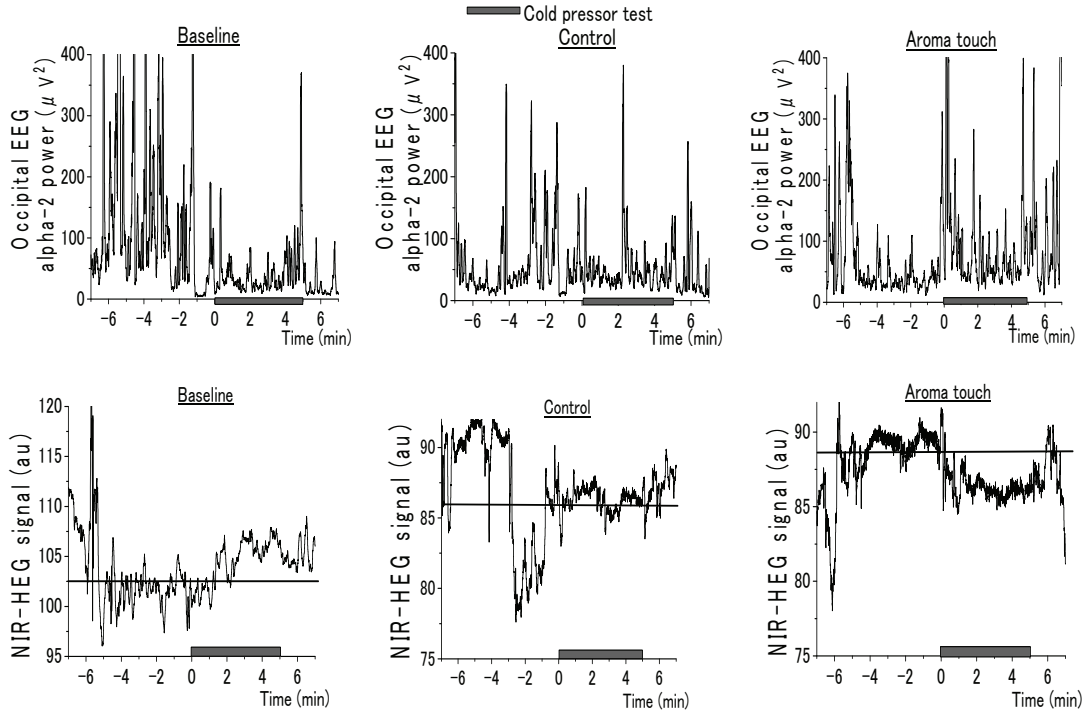 Cold pressor test
Baseline
Control
Aroma touch
Occipital EEG
alpha-2 power (μV²)
400
300
200
100
0
-6 -4 -2 0 2 4 6
Time (min)
Occipital EEG
alpha-2 power (μV²)
400
300
200
100
0
-6 -4 -2 0 2 4 6
Time (min)
Occipital EEG
alpha-2 power (μV²)
400
300
200
100
0
-6 -4 -2 0 2 4 6
Time (min)
Baseline
Control
Aroma touch
NIR-HEG signal (au)
120
115
110
105
100
95
-6 -4 -2 0 2 4 6
Time (min)
NIR-HEG signal (au)
90
85
80
75
-6 -4 -2 0 2 4 6
Time (min)
NIR-HEG signal (au)
90
85
80
75
-6 -4 -2 0 2 4 6
Time (min)